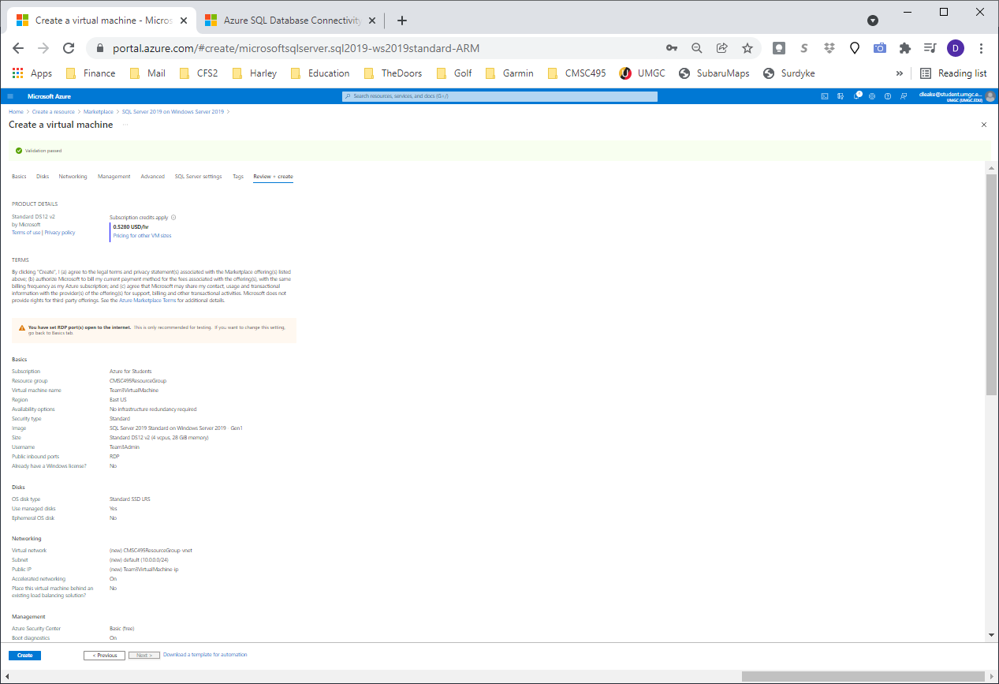 Create a virtual machine - Micros
Azure SQL Database Connectivity
portal.azure.com/#create/microsoftsqlserver.sql2019-ws2019standard-ARM
D
Apps Finance Mail CFS2 Harley Education TheDoors Golf Garmin CMSC495 UMGC SubaruMaps Surdyke » Reading list
Microsoft Azure
Search resources, services, and docs (G+/)
dleake@student.umgc.e...
UMGC (UMGC.EDU)
Home > Create a resource > Marketplace > SQL Server 2019 on Windows Server 2019 >
Create a virtual machine ...
Validation passed
Basics Disks Networking Management Advanced SQL Server settings Tags Review + create
PRODUCT DETAILS
Standard DS12 v2
by Microsoft
Terms of use | Privacy policy
Subscription credits apply
0.5280 USD/hr
Pricing for other VM sizes
TERMS
By clicking "Create", I (a) agree to the legal terms and privacy statement(s) associated with the Marketplace offering(s) listed
above; (b) authorize Microsoft to bill my current payment method for the fees associated with the offering(s), with the same
billing frequency as my Azure subscription; and (c) agree that Microsoft may share my contact, usage and transactional
information with the provider(s) of the offering(s) for support, billing and other transactional activities. Microsoft does not
provide rights for third-party offerings. See the Azure Marketplace Terms for additional details.
You have set RDP port(s) open to the internet. This is only recommended for testing. If you want to change this setting,
go back to Basics tab.
Basics
Subscription Azure for Students
Resource group CMSC495ResourceGroup
Virtual machine name Team3VirtualMachine
Region East US
Availability options No infrastructure redundancy required
Security type Standard
Image SQL Server 2019 Standard on Windows Server 2019 - Gen1
Size Standard DS12 v2 (4 vcpus, 28 GiB memory)
Username Team3Admin
Public inbound ports RDP
Already have a Windows license? No
Disks
OS disk type Standard SSD LRS
Use managed disks Yes
Ephemeral OS disk No
Networking
Virtual network (new) CMSC495ResourceGroup-vnet
Subnet (new) default (10.0.0.0/24)
Public IP (new) Team3VirtualMachine-ip
Accelerated networking On
Place this virtual machine behind an No
existing load balancing solution?
Management
Azure Security Center Basic (free)
Boot diagnostics On
Create < Previous Next > Download a template for automation